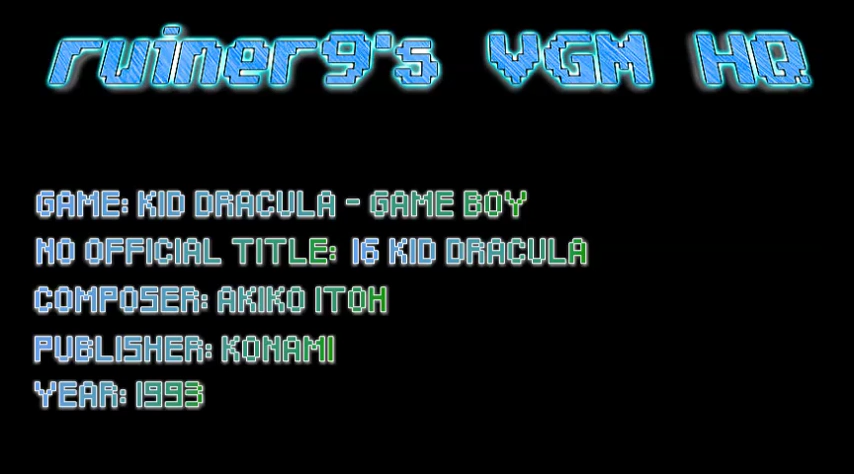 ruiner9's VGM HQ
GAME: KID DRACULA - GAME BOY
NO OFFICIAL TITLE: 16 KID DRACULA
COMPOSER: AKIKO ITOH
PUBLISHER: KONAMI
YEAR: 1993